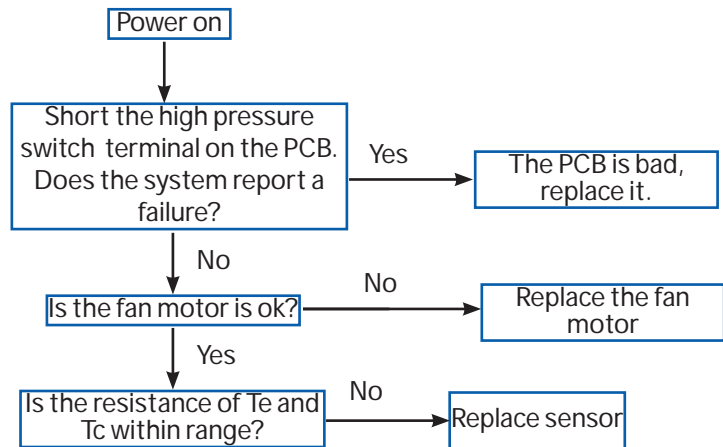 Power on
Short the high pressure
switch terminal on the PCB.
Does the system report a
failure?
Yes
The PCB is bad,
replace it.
No
Is the fan motor is ok?
No
Replace the fan
motor
Yes
Is the resistance of Te and
Tc within range?
No
Replace sensor